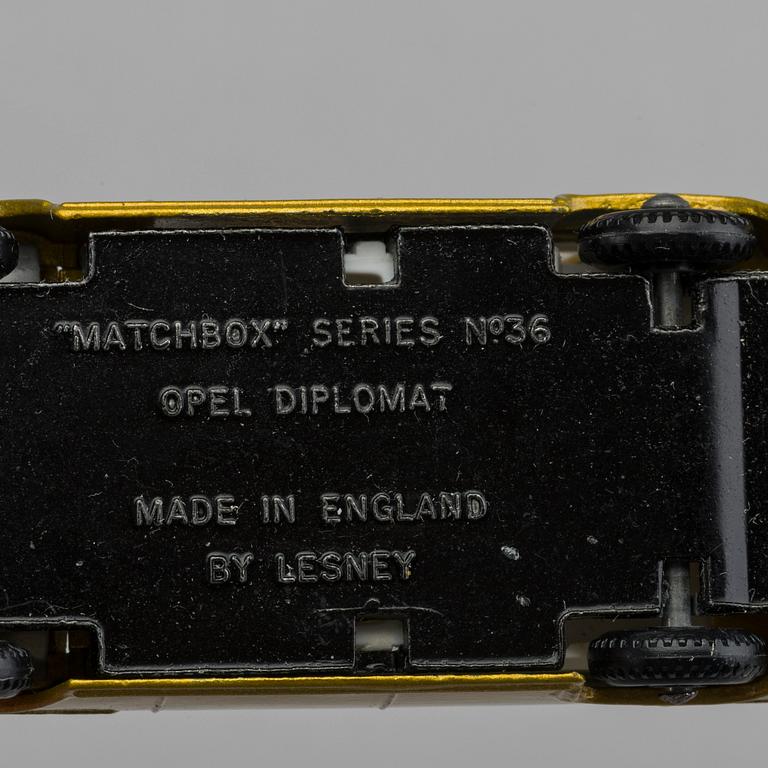 "MATCHBOX" SERIES Nº36
OPEL DIPLOMAT
MADE IN ENGLAND
BY LESNEY